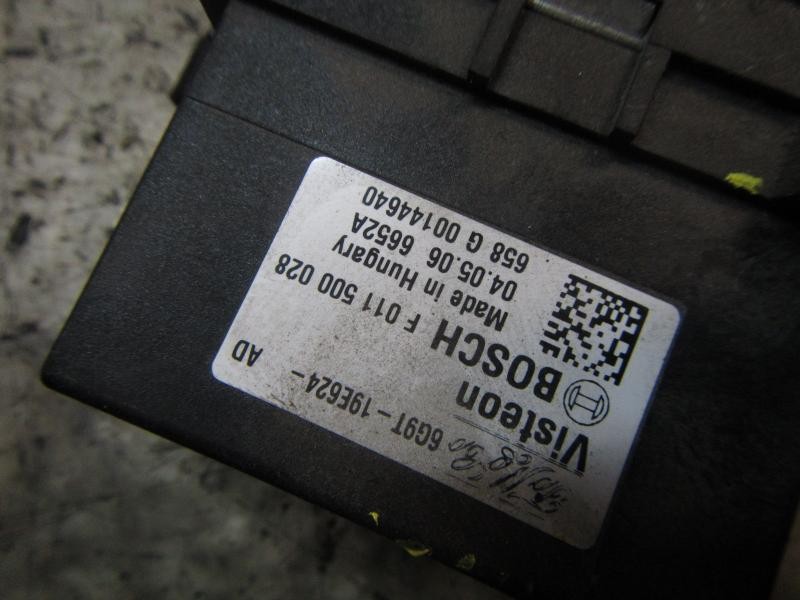 Visteon 6G9T-19E624- AD
BOSCH F 011 500 028
Made in Hungary
04.05.06 6652A
658 G 00144640